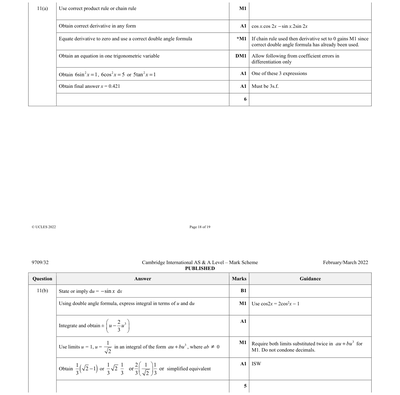 11(a) Use correct product rule or chain rule M1
Obtain correct derivative in any form A1 cos x cos 2x − sin x.2sin 2x
Equate derivative to zero and use a correct double angle formula *M1 If chain rule used then derivative set to 0 gains M1 since
correct double angle formula has already been used.
Obtain an equation in one trigonometric variable DM1 Allow following from coefficient errors in
differentiation only
Obtain 6sin²x = 1, 6cos²x = 5 or 5tan²x = 1 A1 One of these 3 expressions
Obtain final answer x = 0.421 A1 Must be 3s.f.
6
© UCLES 2022 Page 18 of 19
9709/32 Cambridge International AS & A Level – Mark Scheme February/March 2022
PUBLISHED
Question Answer Marks Guidance
11(b) State or imply du = −sin x dx B1
Using double angle formula, express integral in terms of u and du M1 Use cos2x = 2cos²x − 1
Integrate and obtain ± (u − 2/3 u³) A1
Use limits u = 1, u = 1/√2 in an integral of the form au + bu³, where ab ≠ 0 M1 Require both limits substituted twice in au + bu³ for
M1. Do not condone decimals.
Obtain 1/3(√2 − 1) or 1/3 √2 − 1/3 or 2/3(1/√2) − 1/3 or simplified equivalent A1 ISW
5